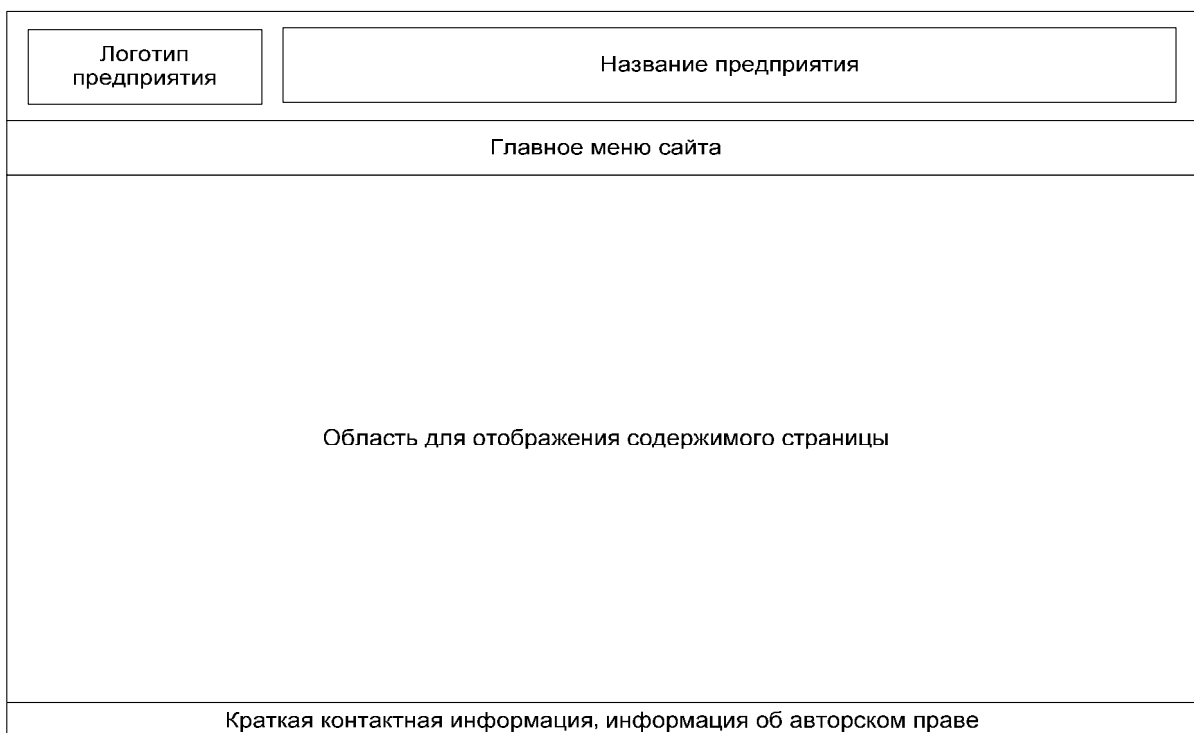 Логотип
предприятия
Название предприятия
Главное меню сайта
Область для отображения содержимого страницы
Краткая контактная информация, информация об авторском праве